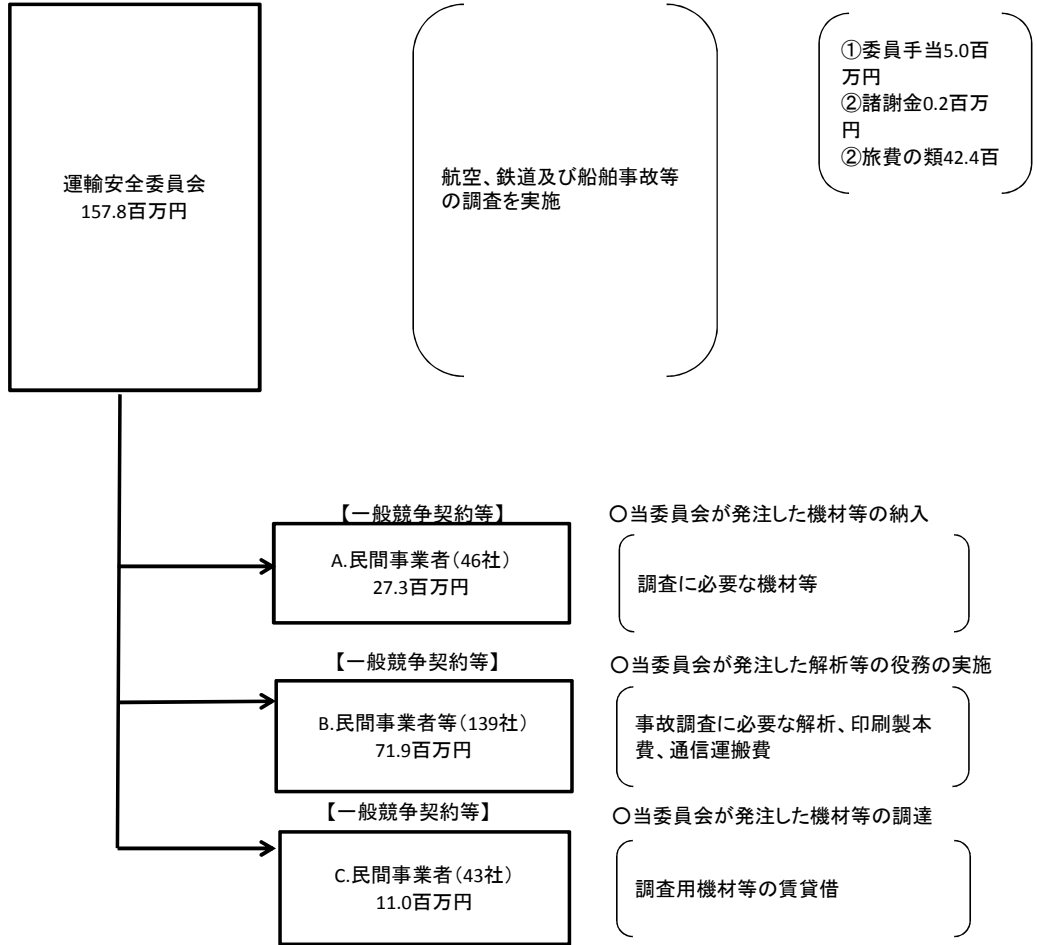 運輸安全委員会
157.8百万円
航空、鉄道及び船舶事故等
の調査を実施
①委員手当5.0百
万円
②諸謝金0.2百万
円
②旅費の類42.4百
【一般競争契約等】
A.民間事業者(46社)
27.3百万円
○当委員会が発注した機材等の納入
調査に必要な機材等
【一般競争契約等】
B.民間事業者等(139社)
71.9百万円
○当委員会が発注した解析等の役務の実施
事故調査に必要な解析、印刷製本
費、通信運搬費
【一般競争契約等】
C.民間事業者(43社)
11.0百万円
○当委員会が発注した機材等の調達
調査用機材等の賃貸借